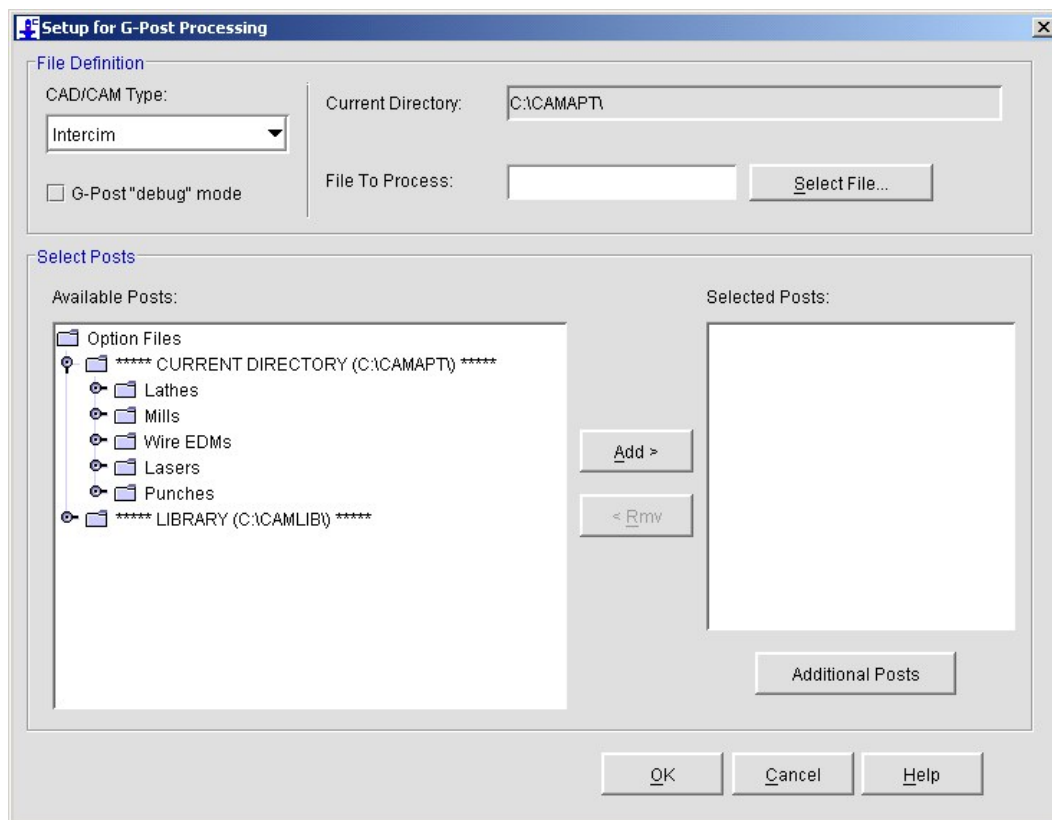 Setup for G-Post Processing
File Definition
CAD/CAM Type:
Intercim
G-Post "debug" mode
Current Directory:
C:\CAMAPT\
File To Process:
Select File...
Select Posts
Available Posts:
Option Files
***** CURRENT DIRECTORY (C:\CAMAPT\) *****
Lathes
Mills
Wire EDMs
Lasers
Punches
***** LIBRARY (C:\CAMLIB\) *****
Add >
< Rmv
Selected Posts:
Additional Posts
OK
Cancel
Help